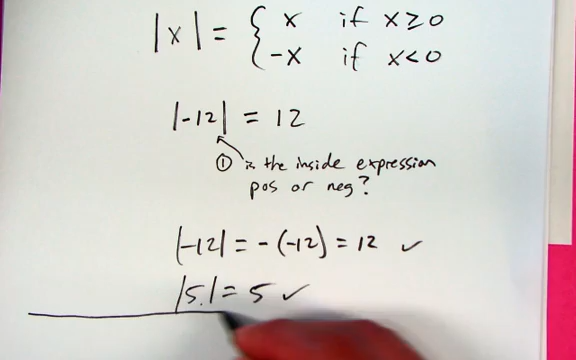 |x| = { x if x ≥ 0
-x if x < 0
|-12| = 12
① is the inside expression
pos or neg?
|-12| = -(-12) = 12 ✓
|5| = 5 ✓